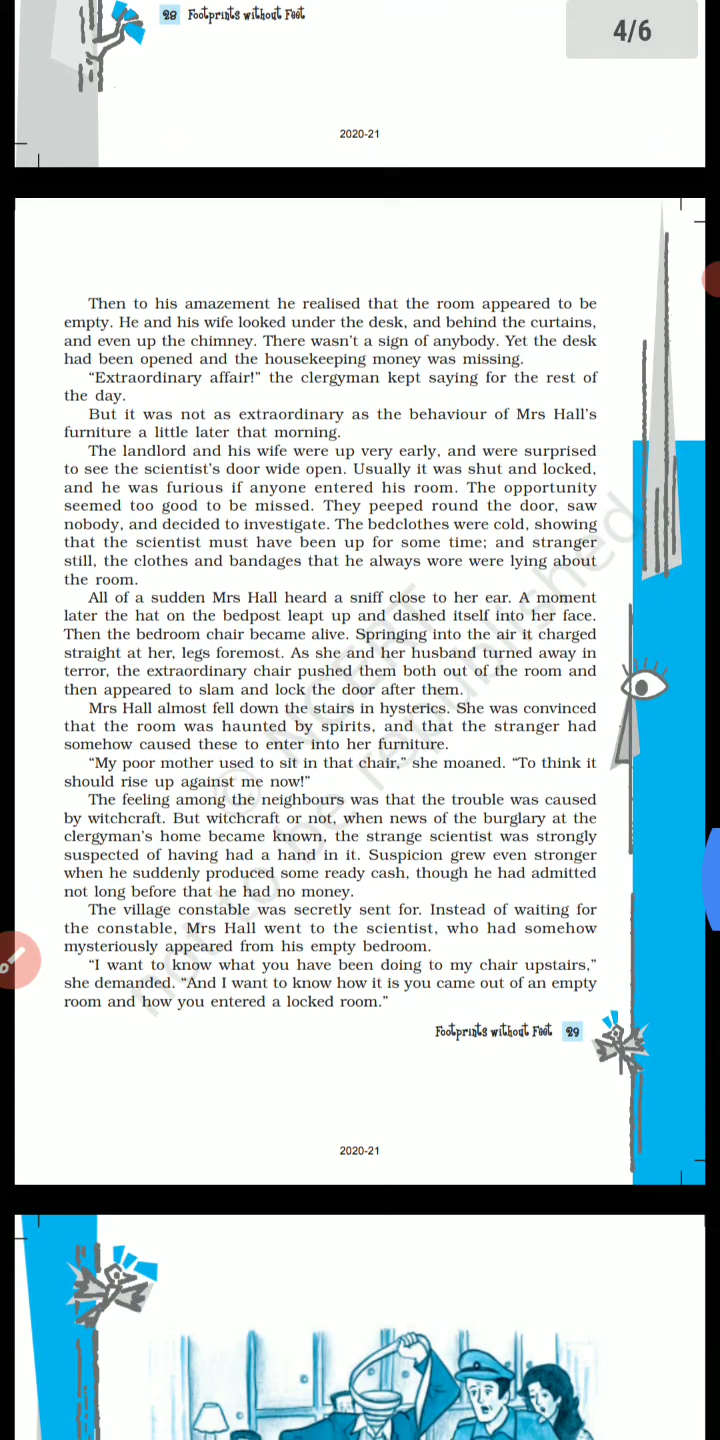 28 Footprints without Feet
4/6
2020-21
Then to his amazement he realised that the room appeared to be
empty. He and his wife looked under the desk, and behind the curtains,
and even up the chimney. There wasn't a sign of anybody. Yet the desk
had been opened and the housekeeping money was missing.
“Extraordinary affair!” the clergyman kept saying for the rest of
the day.
But it was not as extraordinary as the behaviour of Mrs Hall's
furniture a little later that morning.
The landlord and his wife were up very early, and were surprised
to see the scientist's door wide open. Usually it was shut and locked,
and he was furious if anyone entered his room. The opportunity
seemed too good to be missed. They peeped round the door, saw
nobody, and decided to investigate. The bedclothes were cold, showing
that the scientist must have been up for some time; and stranger
still, the clothes and bandages that he always wore were lying about
the room.
All of a sudden Mrs Hall heard a sniff close to her ear. A moment
later the hat on the bedpost leapt up and dashed itself into her face.
Then the bedroom chair became alive. Springing into the air it charged
straight at her, legs foremost. As she and her husband turned away in
terror, the extraordinary chair pushed them both out of the room and
then appeared to slam and lock the door after them.
Mrs Hall almost fell down the stairs in hysterics. She was convinced
that the room was haunted by spirits, and that the stranger had
somehow caused these to enter into her furniture.
“My poor mother used to sit in that chair,” she moaned. “To think it
should rise up against me now!”
The feeling among the neighbours was that the trouble was caused
by witchcraft. But witchcraft or not, when news of the burglary at the
clergyman's home became known, the strange scientist was strongly
suspected of having had a hand in it. Suspicion grew even stronger
when he suddenly produced some ready cash, though he had admitted
not long before that he had no money.
The village constable was secretly sent for. Instead of waiting for
the constable, Mrs Hall went to the scientist, who had somehow
mysteriously appeared from his empty bedroom.
“I want to know what you have been doing to my chair upstairs,”
she demanded. “And I want to know how it is you came out of an empty
room and how you entered a locked room.”
© NCERT
not to be republished
Footprints without Feet 29
2020-21